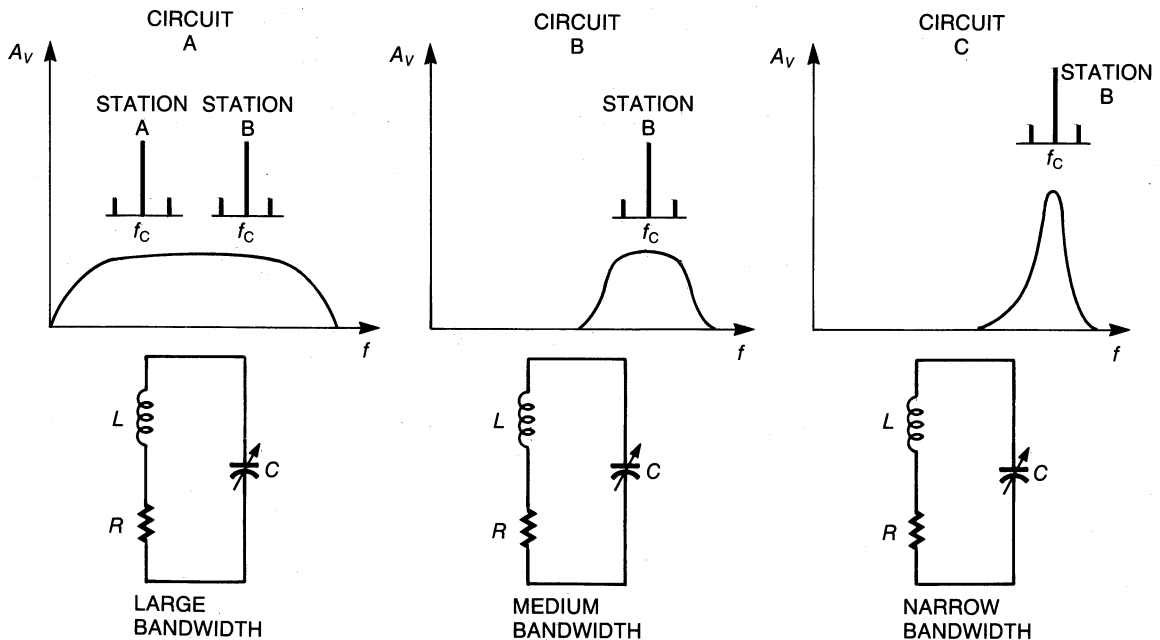 CIRCUIT
A
A_V
STATION
A
STATION
B
f_C
f_C
f
L
R
C
LARGE
BANDWIDTH
CIRCUIT
B
STATION
B
f_C
f
L
R
C
MEDIUM
BANDWIDTH
CIRCUIT
C
A_V
STATION
B
f_C
f
L
R
C
NARROW
BANDWIDTH